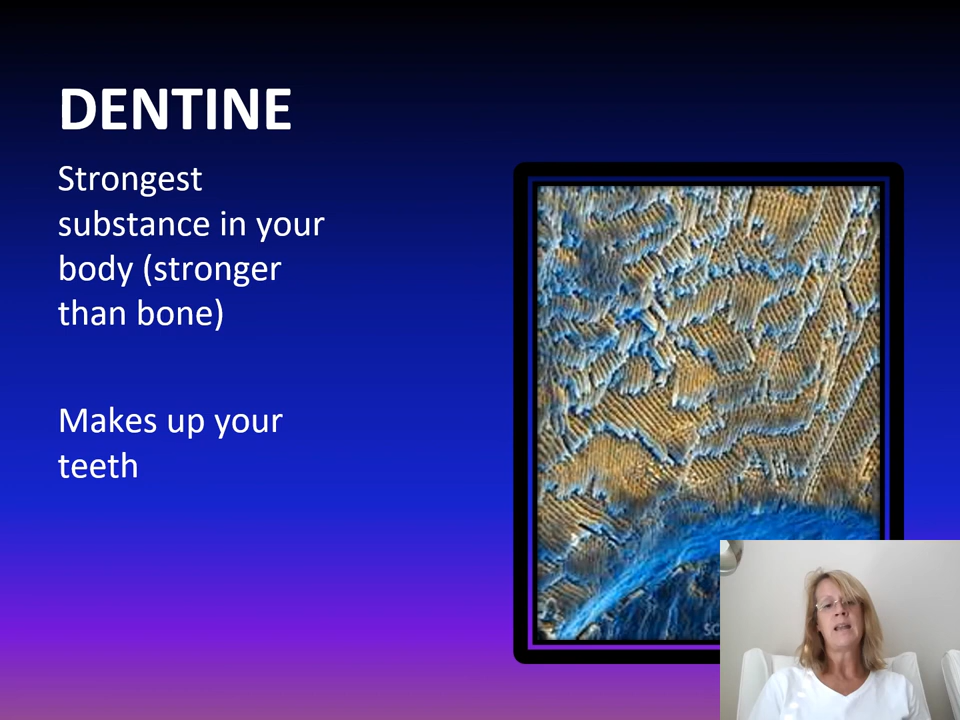 DENTINE
Strongest
substance in your
body (stronger
than bone)
Makes up your
teeth